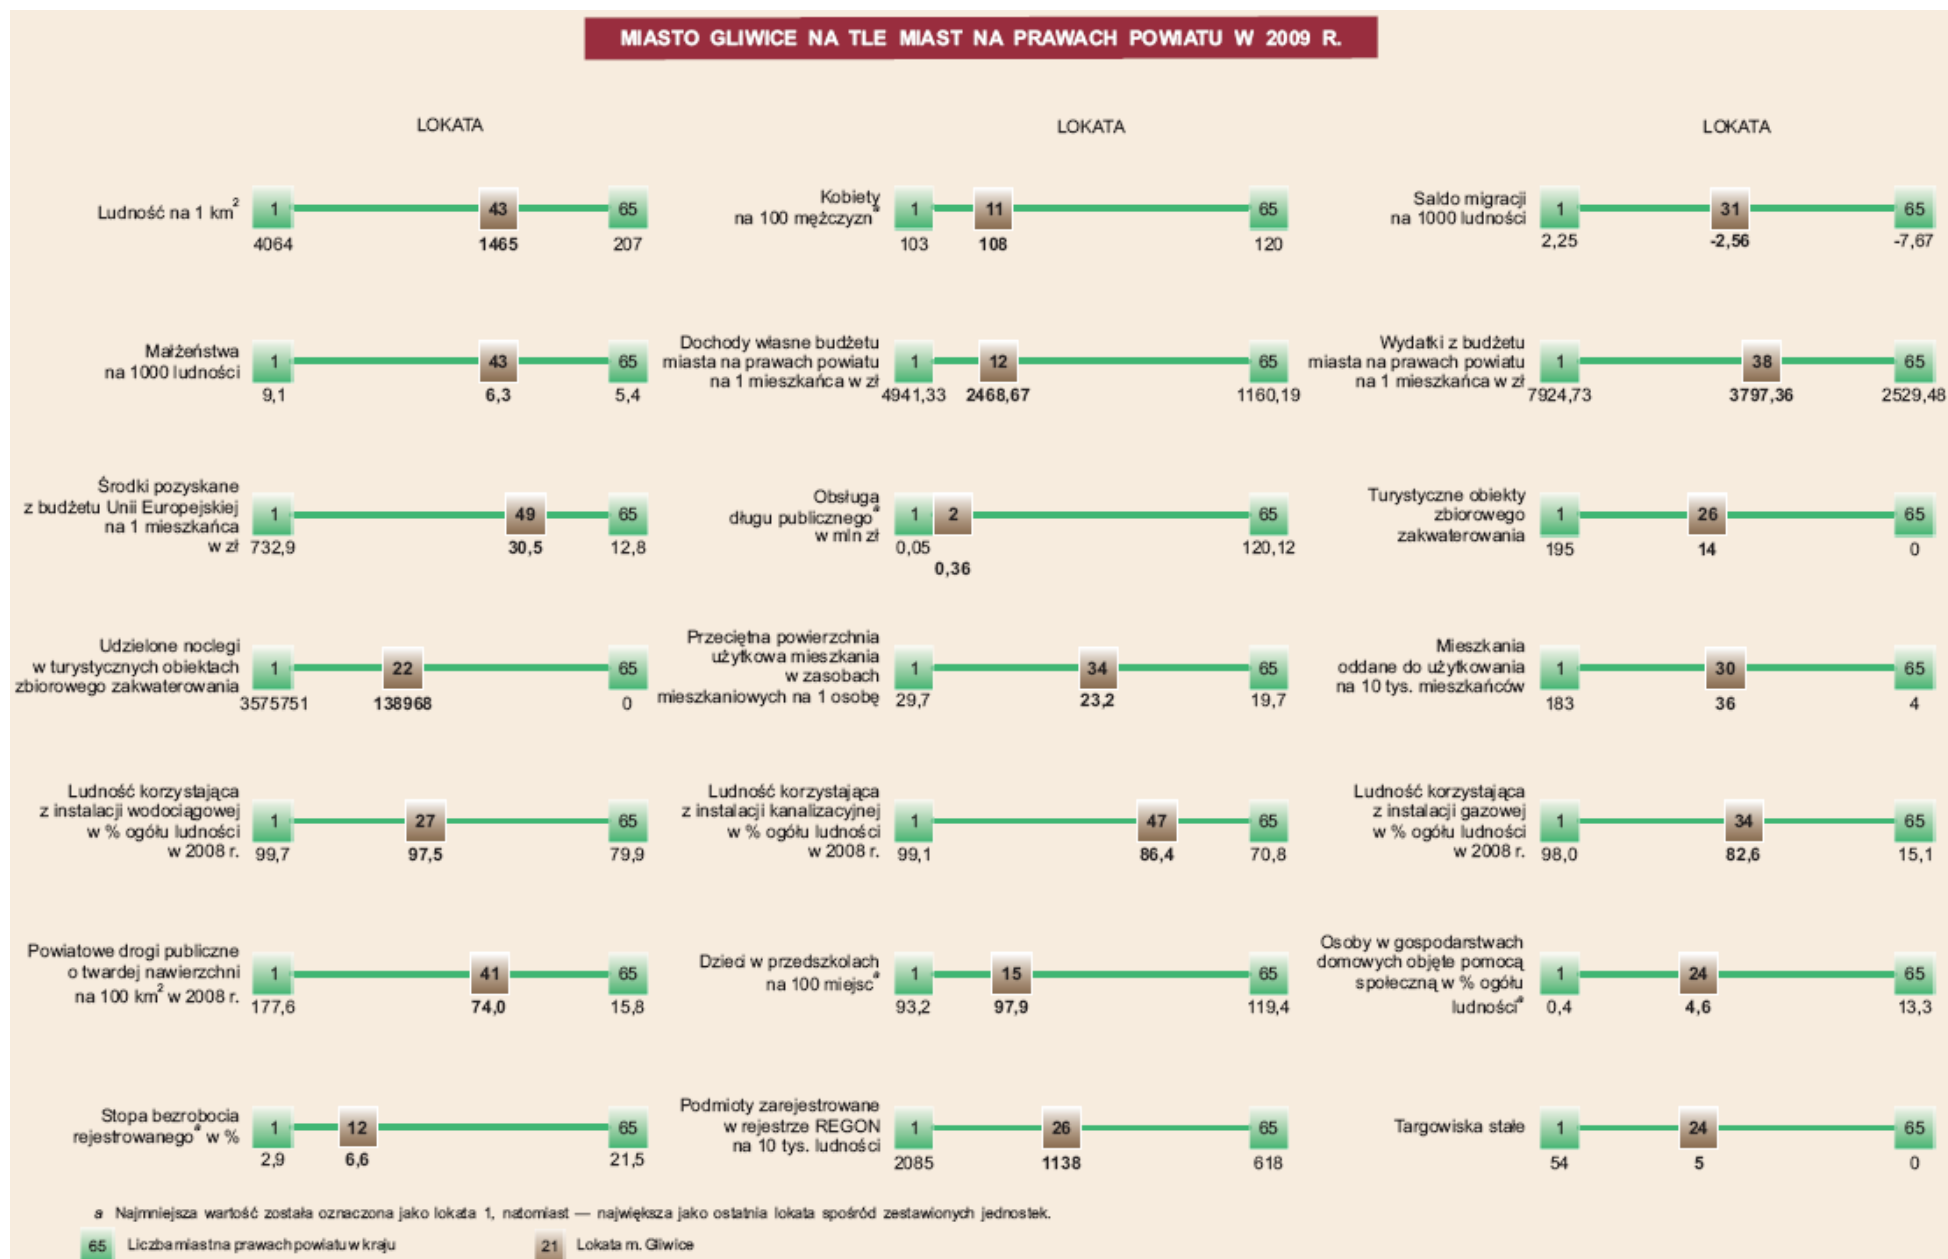 MIASTO GLIWICE NA TLE MIAST NA PRAWACH POWIATU W 2009 R.
LOKATA
LOKATA
LOKATA
Ludność na 1 km²
1
43
65
4064
1465
207
Kobiety
na 100 mężczyzn ª
1
11
65
103
108
120
Saldo migracji
na 1000 ludności
1
31
65
2,25
-2,56
-7,67
Małżeństwa
na 1000 ludności
1
43
65
9,1
6,3
5,4
Dochody własne budżetu
miasta na prawach powiatu
na 1 mieszkańca w zł
1
12
65
4941,33
2468,67
1160,19
Wydatki z budżetu
miasta na prawach powiatu
na 1 mieszkańca w zł
1
38
65
7924,73
3797,36
2529,48
Środki pozyskane
z budżetu Unii Europejskiej
na 1 mieszkańca
w zł
1
49
65
732,9
30,5
12,8
Obsługa
długu publicznego ª
w mln zł
1
2
65
0,05
0,36
120,12
Turystyczne obiekty
zbiorowego
zakwaterowania
1
26
65
195
14
0
Udzielone noclegi
w turystycznych obiektach
zbiorowego zakwaterowania
1
22
65
3575751
138968
0
Przeciętna powierzchnia
użytkowa mieszkania
w zasobach
mieszkaniowych na 1 osobę
1
34
65
29,7
23,2
19,7
Mieszkania
oddane do użytkowania
na 10 tys. mieszkańców
1
30
65
183
36
4
Ludność korzystająca
z instalacji wodociągowej
w % ogółu ludności
w 2008 r.
1
27
65
99,7
97,5
79,9
Ludność korzystająca
z instalacji kanalizacyjnej
w % ogółu ludności
w 2008 r.
1
47
65
99,1
86,4
70,8
Ludność korzystająca
z instalacji gazowej
w % ogółu ludności
w 2008 r.
1
34
65
98,0
82,6
15,1
Powiatowe drogi publiczne
o twardej nawierzchni
na 100 km² w 2008 r.
1
41
65
177,6
74,0
15,8
Dzieci w przedszkolach
na 100 miejsc ª
1
15
65
93,2
97,9
119,4
Osoby w gospodarstwach
domowych objęte pomocą
społeczną w % ogółu
ludności ª
1
24
65
0,4
4,6
13,3
Stopa bezrobocia
rejestrowanego ª w %
1
12
65
2,9
6,6
21,5
Podmioty zarejestrowane
w rejestrze REGON
na 10 tys. ludności
1
26
65
2085
1138
618
Targowiska stałe
1
24
65
54
5
0
a Najmniejsza wartość została oznaczona jako lokata 1, natomiast — największa jako ostatnia lokata spośród zestawionych jednostek.
65 Liczba miast na prawach powiatu w kraju
21 Lokata m. Gliwice